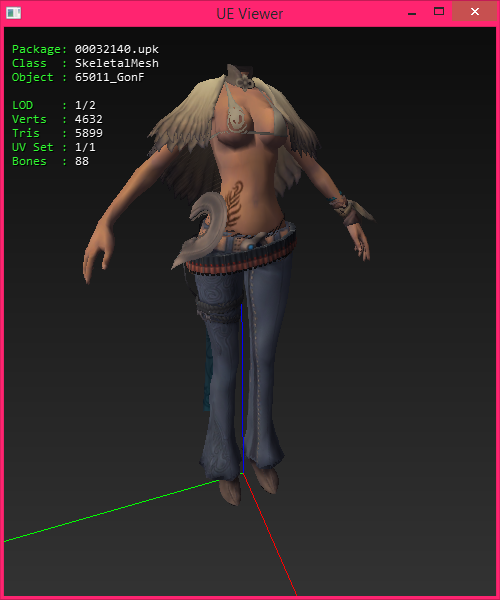 UE Viewer
Package: 00032140.upk
Class  : SkeletalMesh
Object : 65011_GonF
LOD    : 1/2
Verts  : 4632
Tris   : 5899
UV Set : 1/1
Bones  : 88